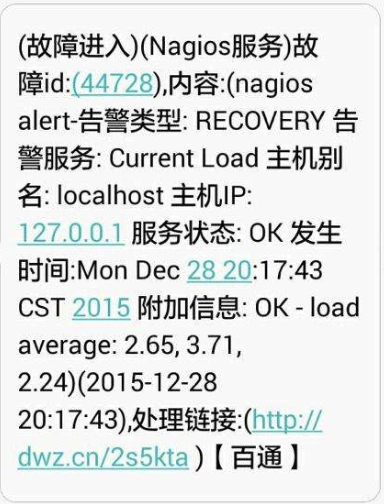 (故障进入)(Nagios服务)故
障id:(44728),内容:(nagios
alert-告警类型: RECOVERY 告
警服务: Current Load 主机别
名: localhost 主机IP:
127.0.0.1 服务状态: OK 发生
时间:Mon Dec 28 20:17:43
CST 2015 附加信息: OK - load
average: 2.65, 3.71,
2.24)(2015-12-28
20:17:43),处理链接:(http://
dwz.cn/2s5kta )【 百通 】